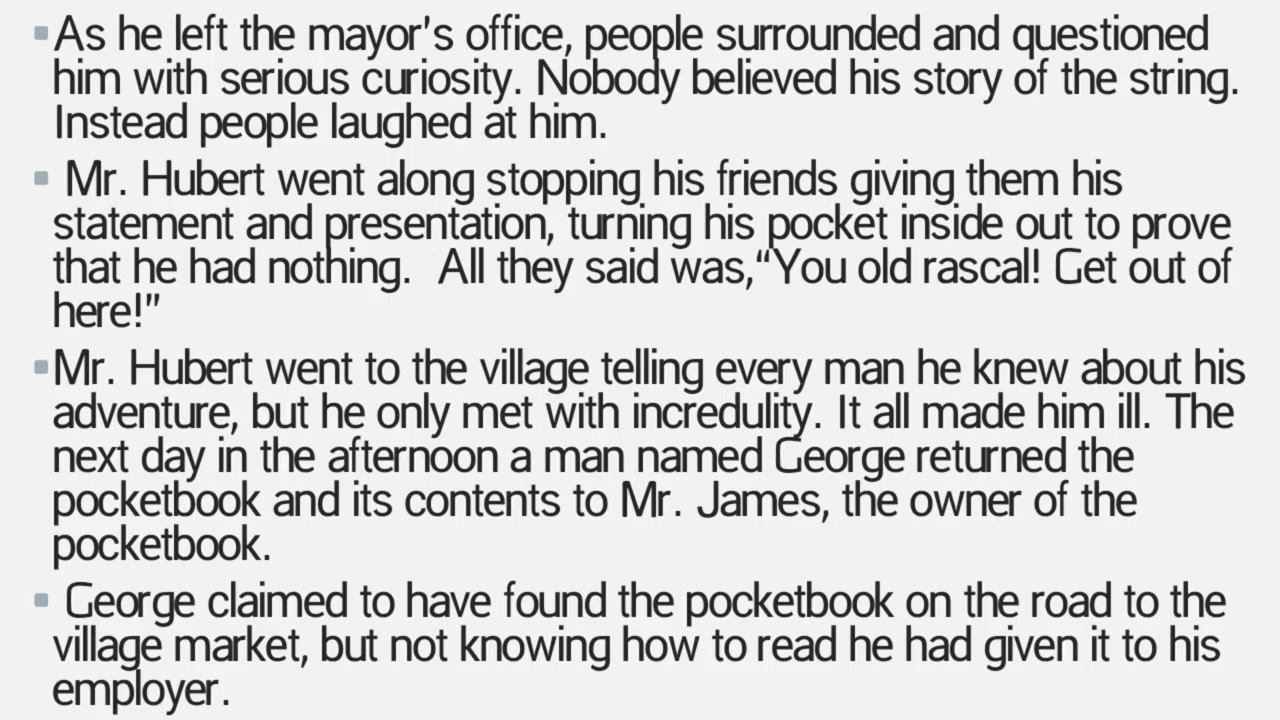 ▪As he left the mayor's office, people surrounded and questioned
him with serious curiosity. Nobody believed his story of the string.
Instead people laughed at him.
▪ Mr. Hubert went along stopping his friends giving them his
statement and presentation, turning his pocket inside out to prove
that he had nothing.  All they said was,“You old rascal! Get out of
here!”
▪Mr. Hubert went to the village telling every man he knew about his
adventure, but he only met with incredulity. It all made him ill. The
next day in the afternoon a man named George returned the
pocketbook and its contents to Mr. James, the owner of the
pocketbook.
▪ George claimed to have found the pocketbook on the road to the
village market, but not knowing how to read he had given it to his
employer.